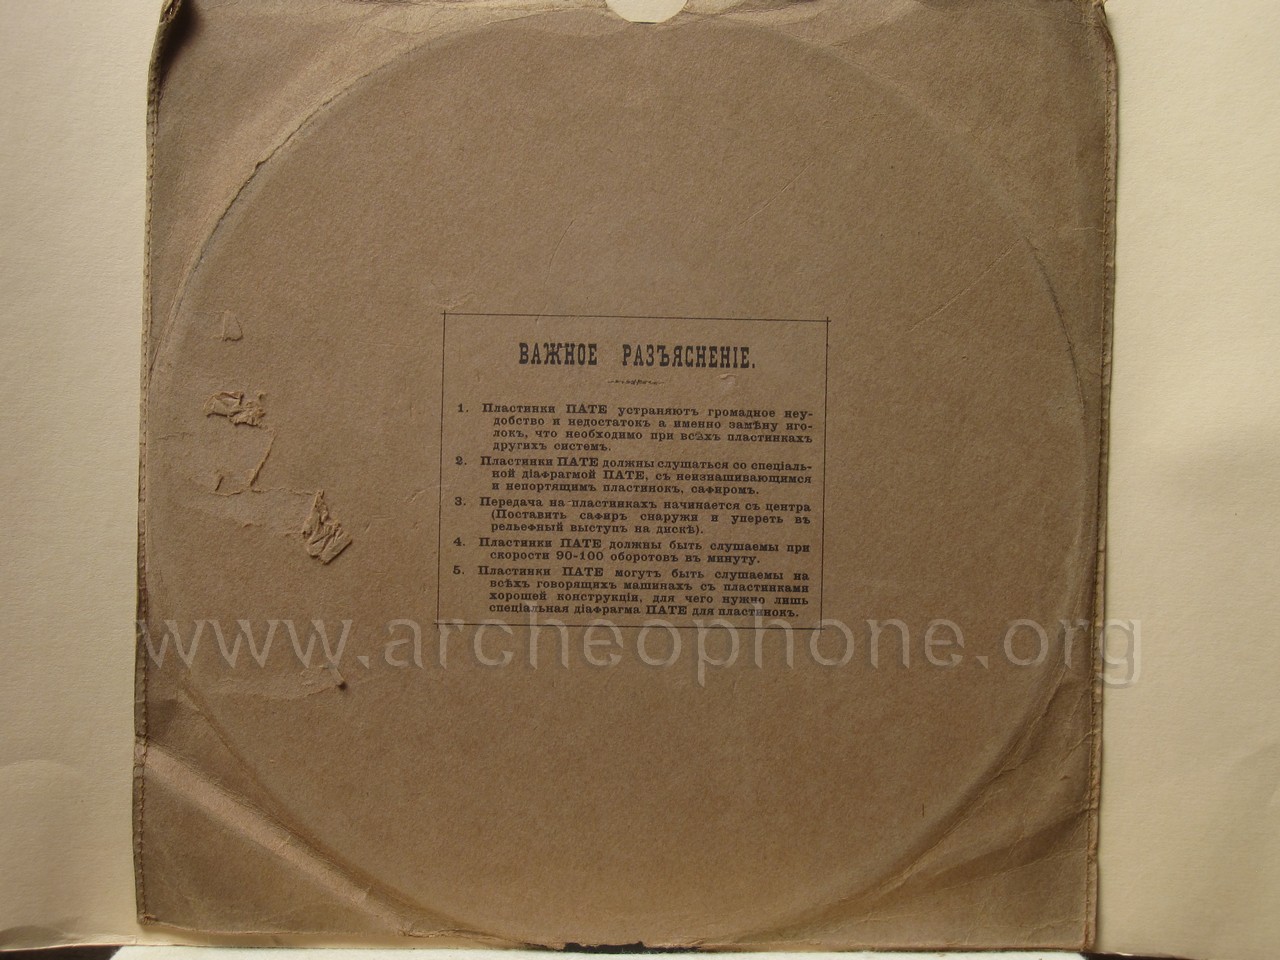 ВАЖНОЕ РАЗЪЯСНЕНІЕ.
1. Пластинки ПАТЕ устраняютъ громадное неу-
добство и недостатокъ а именно замѣну иго-
локъ, что необходимо при всѣхъ пластинкахъ
другихъ системъ.
2. Пластинки ПАТЕ должны слушаться со спеціаль-
ной діафрагмой ПАТЕ, съ неизнашивающимся
и непортящимъ пластинокъ, сафиромъ.
3. Передача на пластинкахъ начинается съ центра
(Поставить сафиръ снаружи и упереть въ
рельефный выступъ на дискѣ).
4. Пластинки ПАТЕ должны быть слушаемы при
скорости 90-100 оборотовъ въ минуту.
5. Пластинки ПАТЕ могутъ быть слушаемы на
всѣхъ говорящихъ машинахъ съ пластинками
хорошей конструкціи, для чего нужно лишь
спеціальная діафрагма ПАТЕ для пластинокъ.
www.archeophone.org